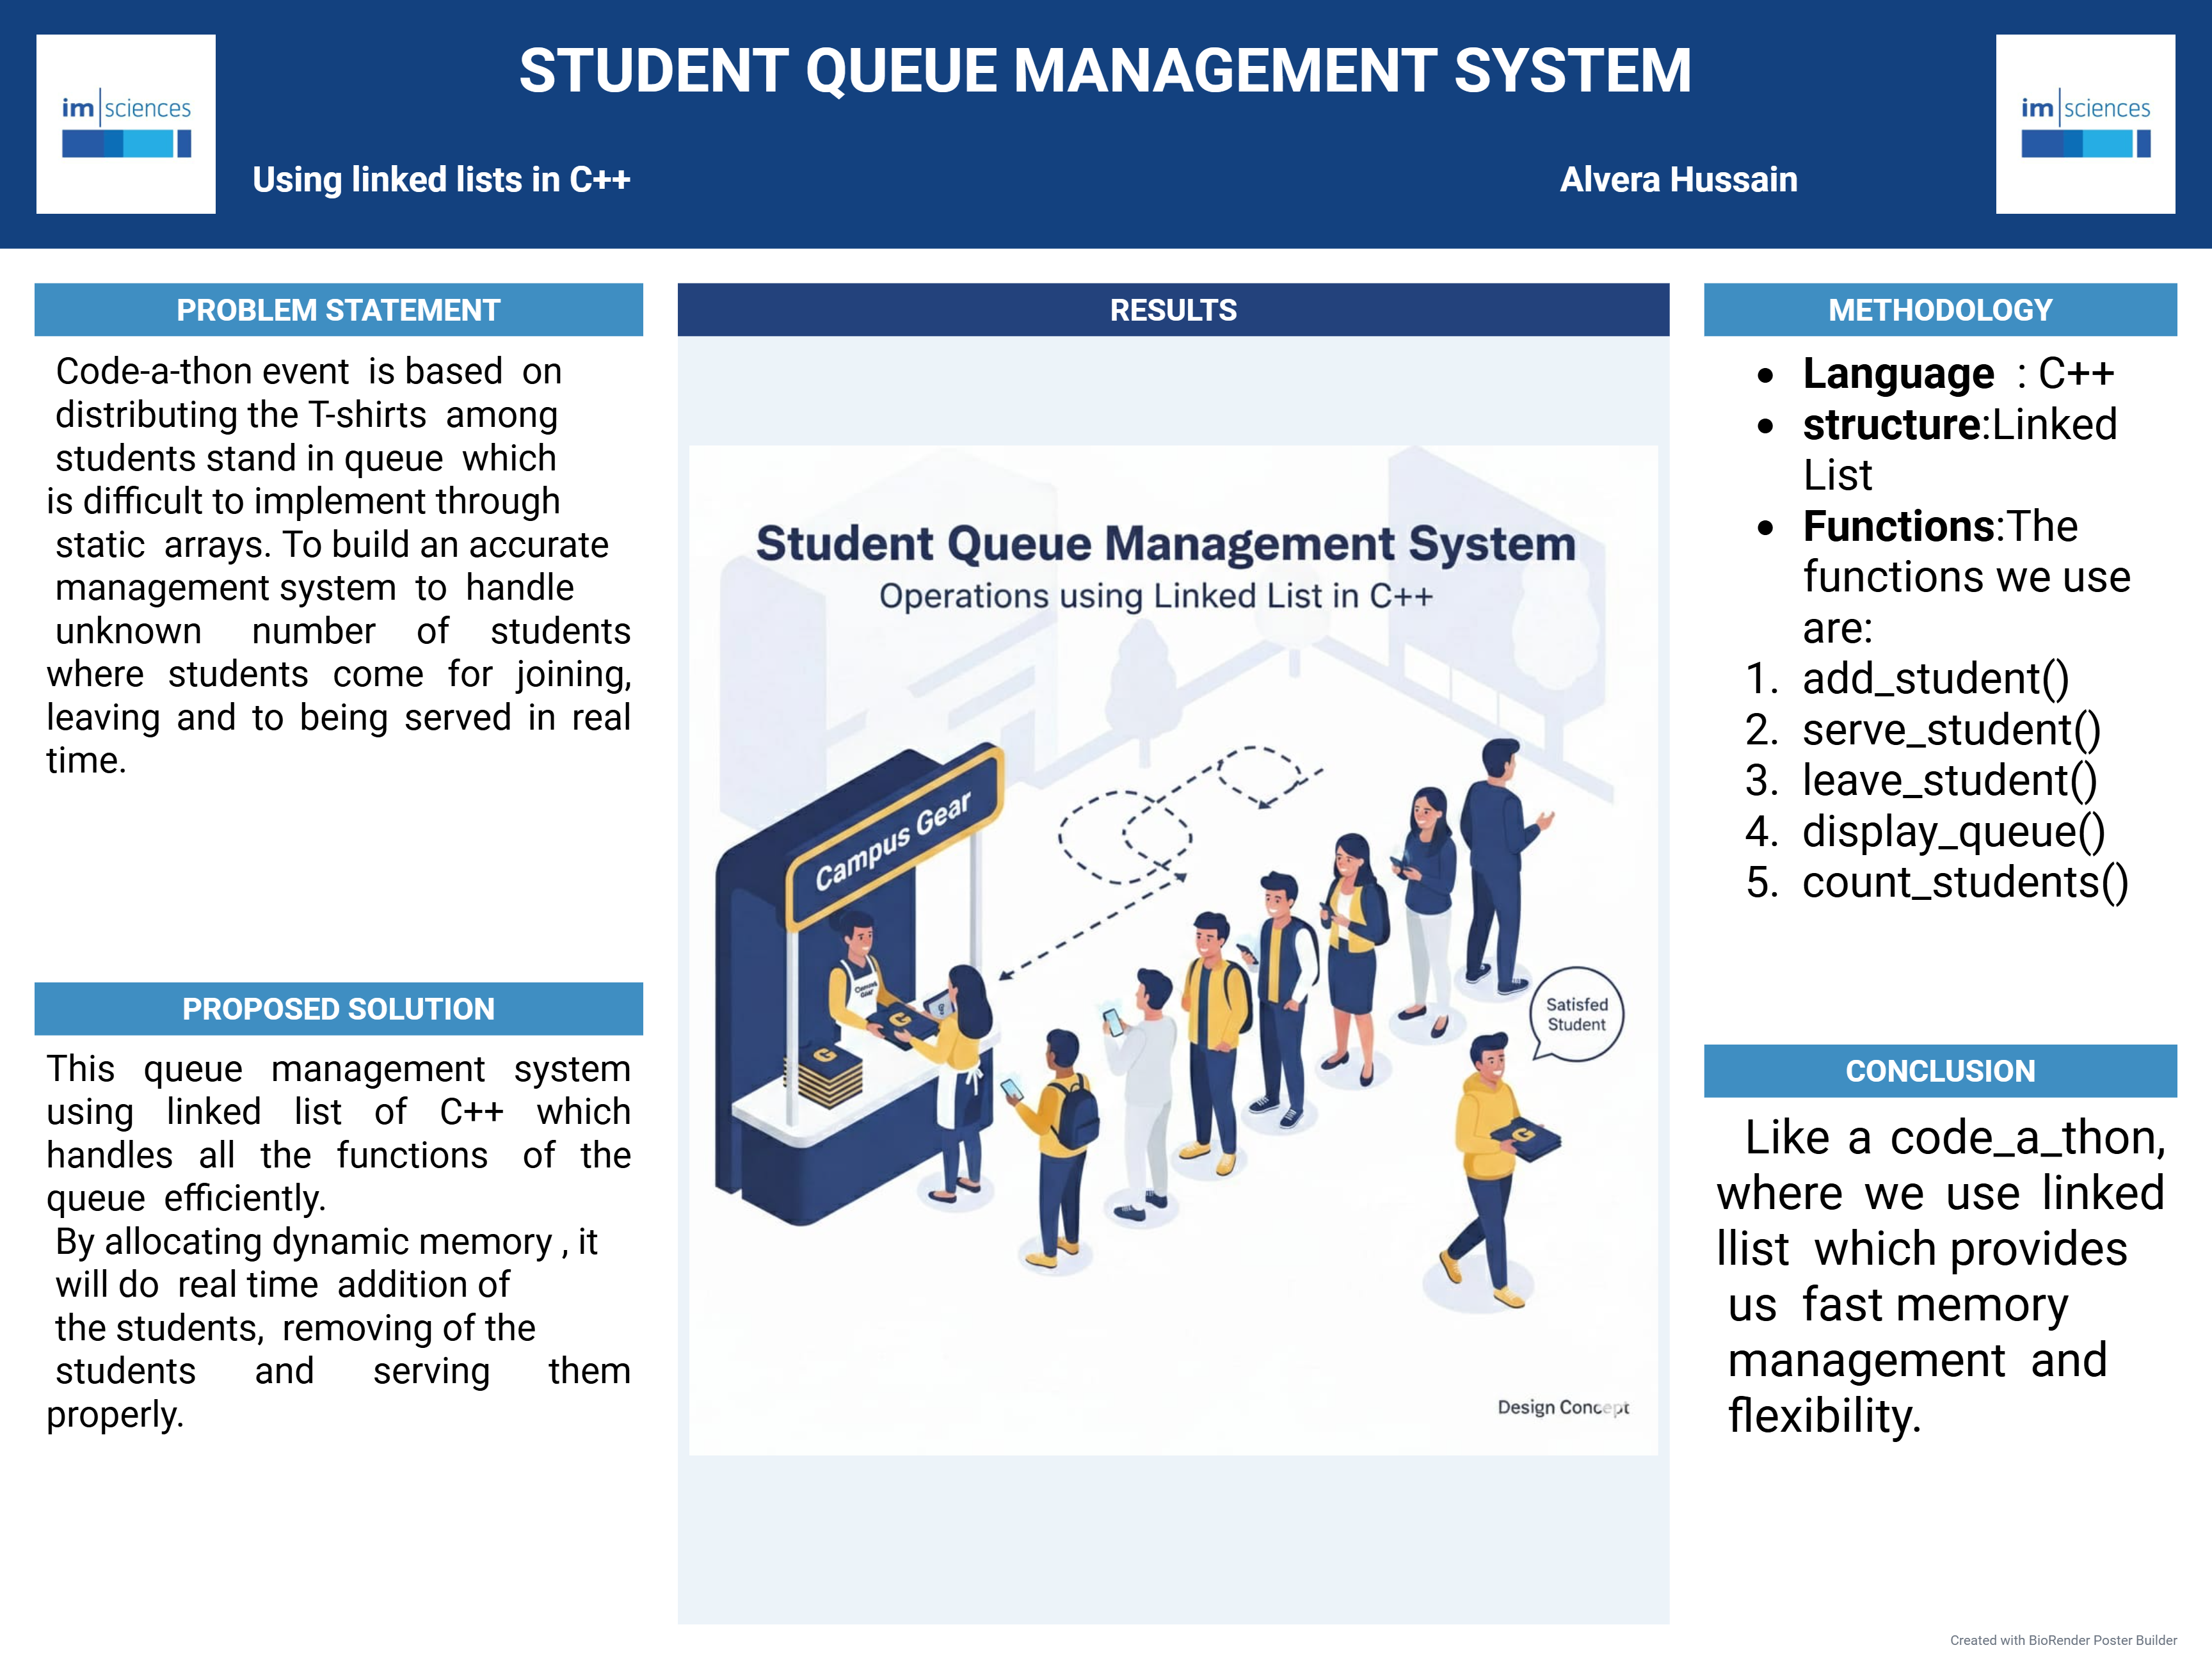 im sciences
STUDENT QUEUE MANAGEMENT SYSTEM
im sciences
Using linked lists in C++
Alvera Hussain
PROBLEM STATEMENT
Code-a-thon event is based on
distributing the T-shirts among
students stand in queue which
is difficult to implement through
static arrays. To build an accurate
management system to handle
unknown number of students
where students come for joining,
leaving and to being served in real
time.
PROPOSED SOLUTION
This queue management system
using linked list of C++ which
handles all the functions of the
queue efficiently.
By allocating dynamic memory , it
will do real time addition of
the students, removing of the
students and serving them
properly.
RESULTS
Student Queue Management System
Operations using Linked List in C++
Campus Gear
G
G
Satisfed
Student
G
Design Concept
METHODOLOGY
• Language : C++
• structure:Linked
List
• Functions:The
functions we use
are:
1. add_student()
2. serve_student()
3. leave_student()
4. display_queue()
5. count_students()
CONCLUSION
Like a code_a_thon,
where we use linked
llist which provides
us fast memory
management and
flexibility.
Created with BioRender Poster Builder